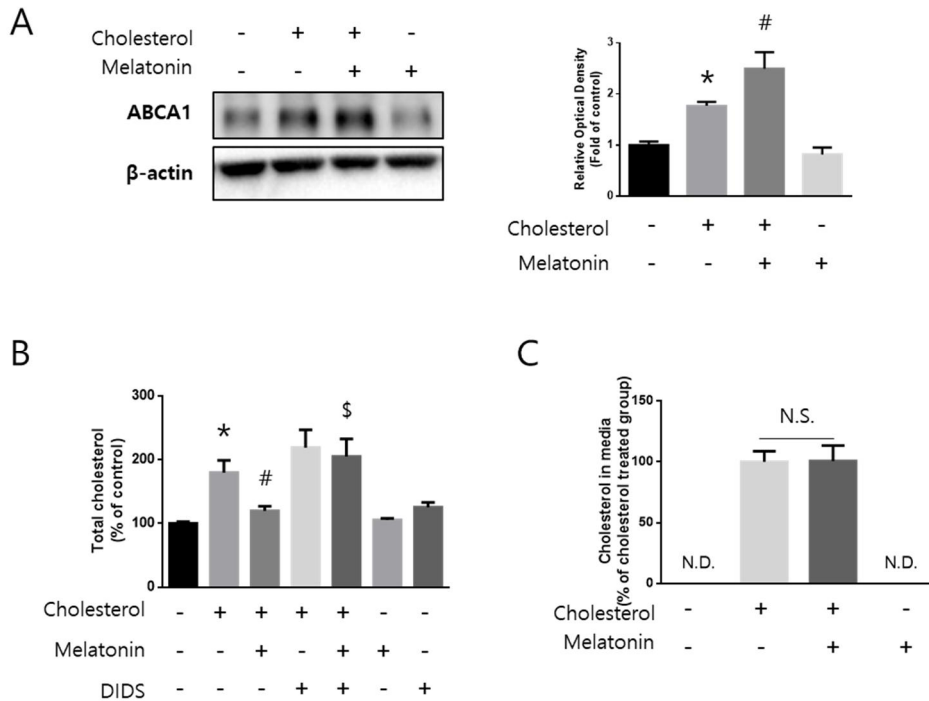 A
Cholesterol - + + -
Melatonin - - + +
ABCA1
β-actin
Relative Optical Density
(Fold of control)
3
2
1
0
* #
Cholesterol - + + -
Melatonin - - + +
B
Total cholesterol
(% of control)
300
200
100
0
* # $
Cholesterol - + + + + - -
Melatonin - - + - + + -
DIDS - - - + + - +
C
Cholesterol in media
(% of cholesterol treated group)
150
100
50
0
N.D. N.S. N.D.
Cholesterol - + + -
Melatonin - - + +